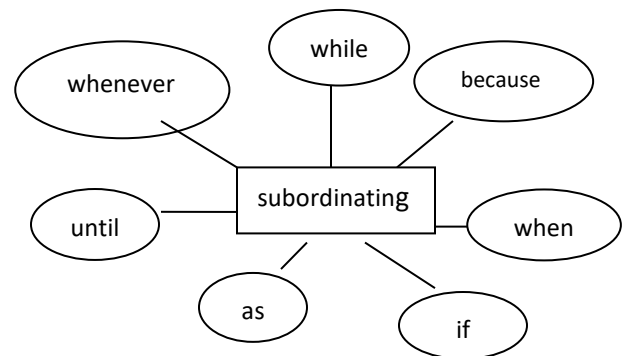 while
whenever
because
subordinating
until
when
as
if